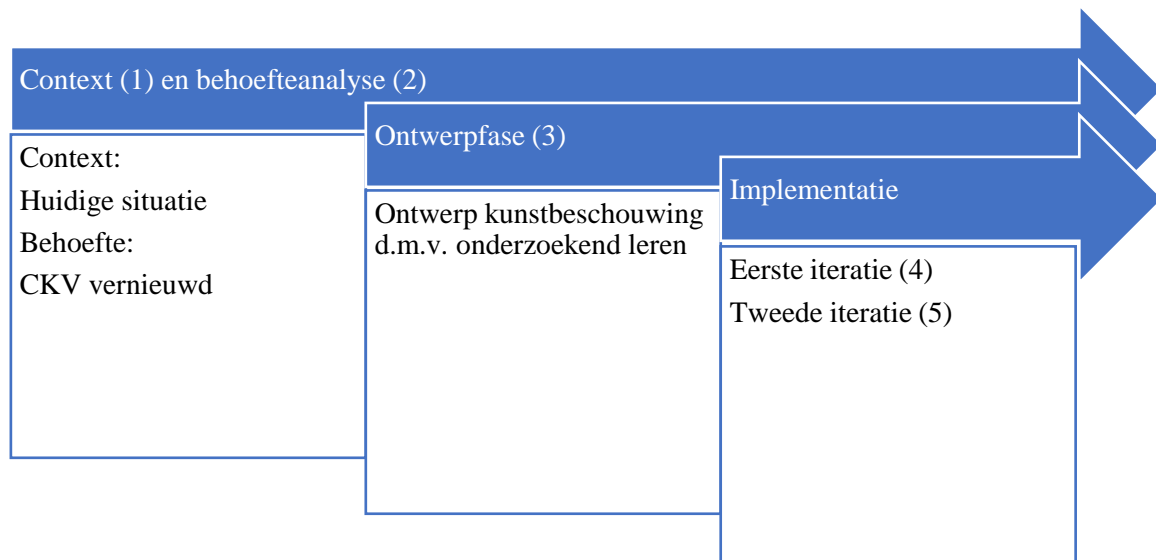 Context (1) en behoefteanalyse (2)
Context:
Huidige situatie
Behoefte:
CKV vernieuwd
Ontwerpfase (3)
Ontwerp kunstbeschouwing
d.m.v. onderzoekend leren
Implementatie
Eerste iteratie (4)
Tweede iteratie (5)